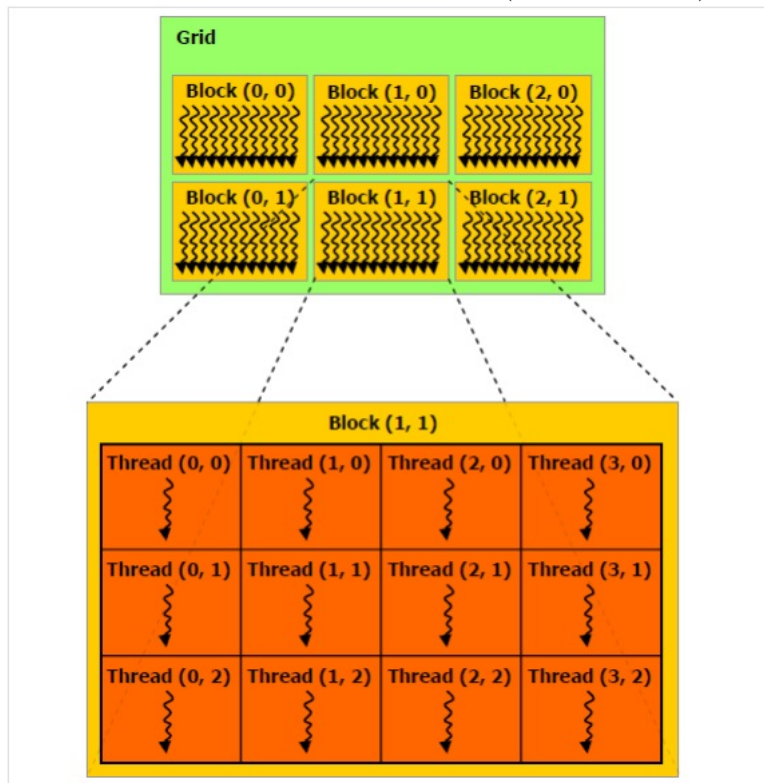 Grid
Block (0, 0) Block (1, 0) Block (2, 0)
Block (0, 1) Block (1, 1) Block (2, 1)
Block (1, 1)
Thread (0, 0) Thread (1, 0) Thread (2, 0) Thread (3, 0)
Thread (0, 1) Thread (1, 1) Thread (2, 1) Thread (3, 1)
Thread (0, 2) Thread (1, 2) Thread (2, 2) Thread (3, 2)